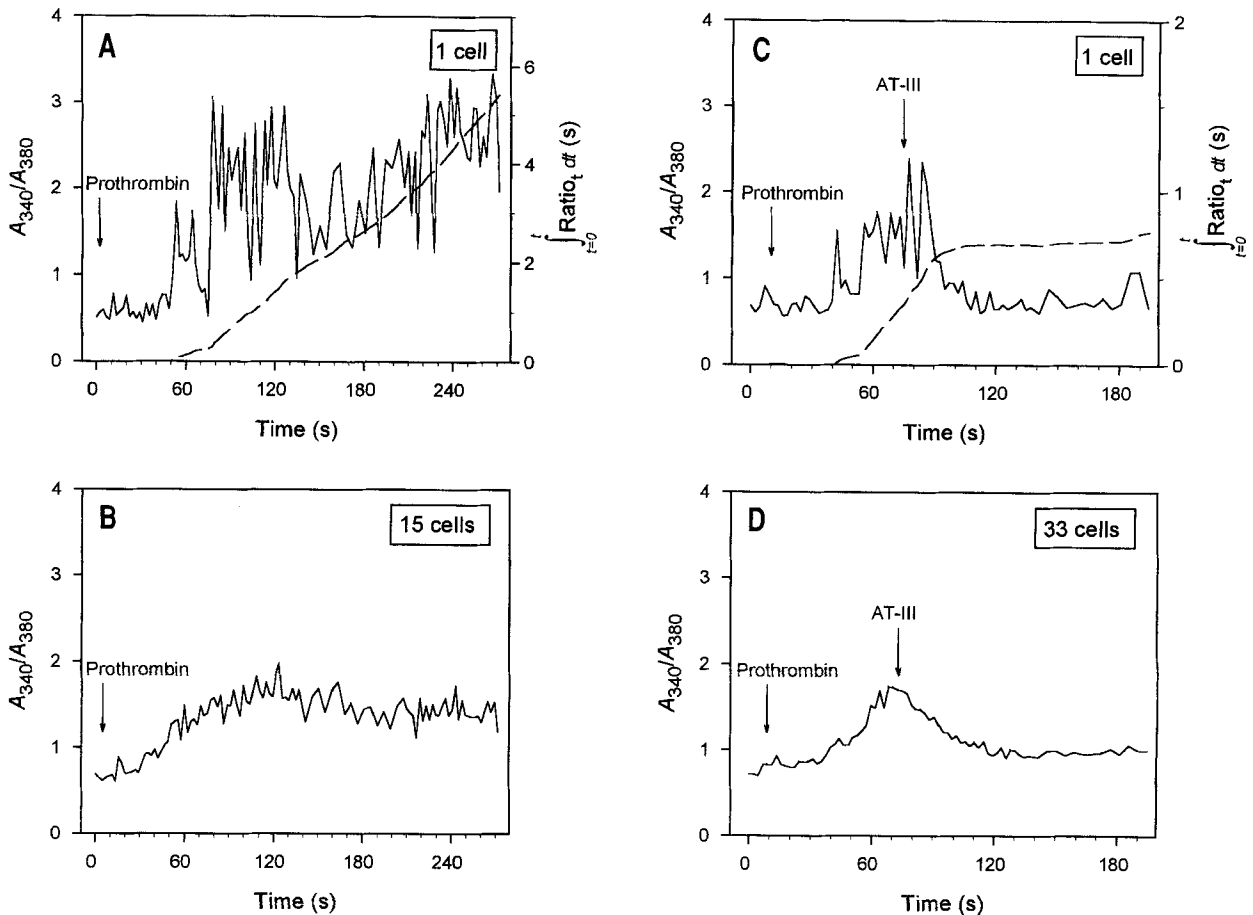 A
1 cell
4
3
2
1
0
6
4
2
0
A340/A380
Prothrombin
t
∫Ratiot dt (s)
t=0
0 60 120 180 240
Time (s)
C
1 cell
4
3
2
1
0
2
1
0
A340/A380
AT-III
Prothrombin
t
∫Ratiot dt (s)
t=0
0 60 120 180
Time (s)
B
15 cells
4
3
2
1
0
A340/A380
Prothrombin
0 60 120 180 240
Time (s)
D
33 cells
4
3
2
1
0
A340/A380
AT-III
Prothrombin
0 60 120 180
Time (s)